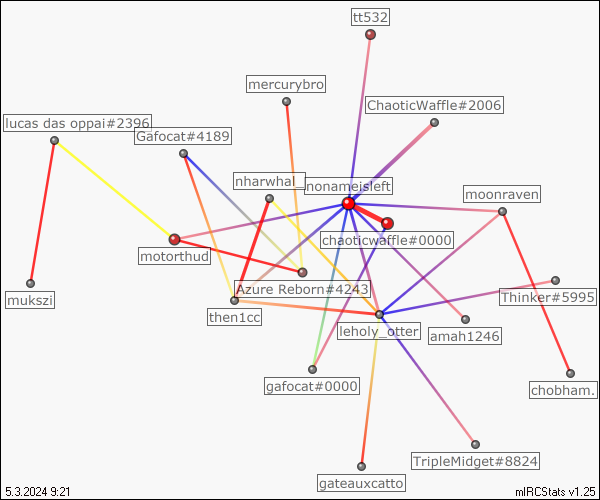 tt532
mercurybro
ChaoticWaffle#2006
lucas das oppai#2396
Gafocat#4189
nharwhal_
nonameisleft
moonraven
chaoticwaffle#0000
motorthud
Azure Reborn#4243
Thinker#5995
mukszi
then1cc
leholy_otter
amah1246
gafocat#0000
chobham.
TripleMidget#8824
gateauxcatto
5.3.2024 9:21
mIRCStats v1.25